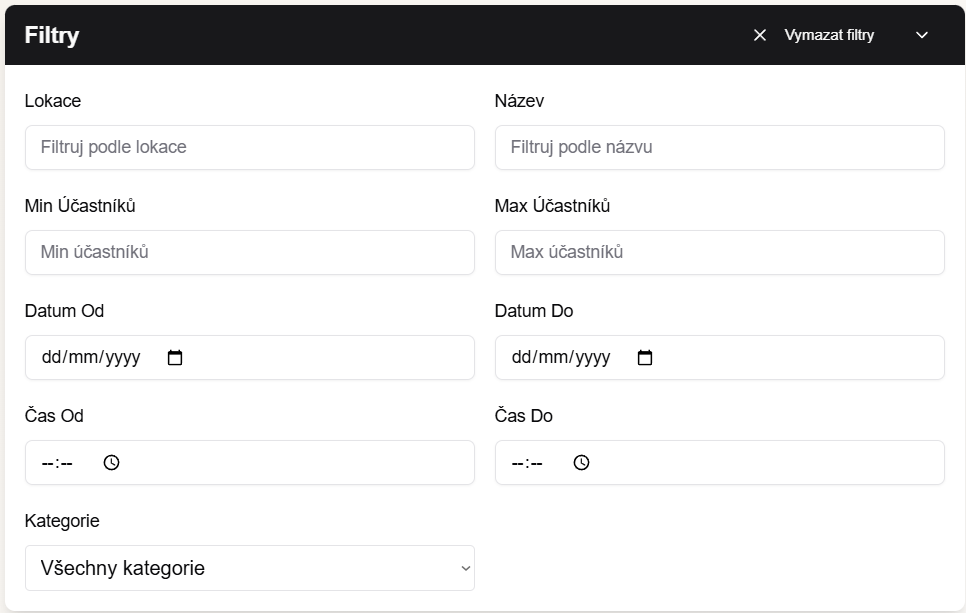 Filtry
Vymazat filtry
Lokace
Název
Filtruj podle lokace
Filtruj podle názvu
Min Účastníků
Max Účastníků
Min účastníků
Max účastníků
Datum Od
Datum Do
dd/mm/yyyy
dd/mm/yyyy
Čas Od
Čas Do
--:--
--:--
Kategorie
Všechny kategorie